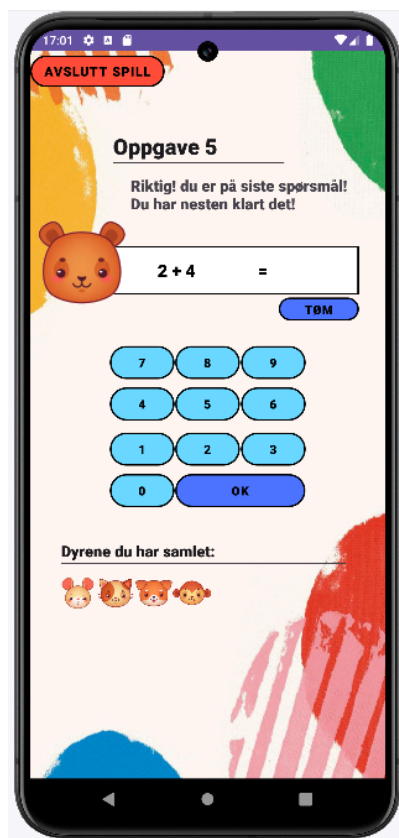 17:01
AVSLUTT SPILL
Oppgave 5
Riktig! du er på siste spørsmål!
Du har nesten klart det!
2 + 4 =
TØM
7 8 9
4 5 6
1 2 3
0 OK
Dyrene du har samlet: